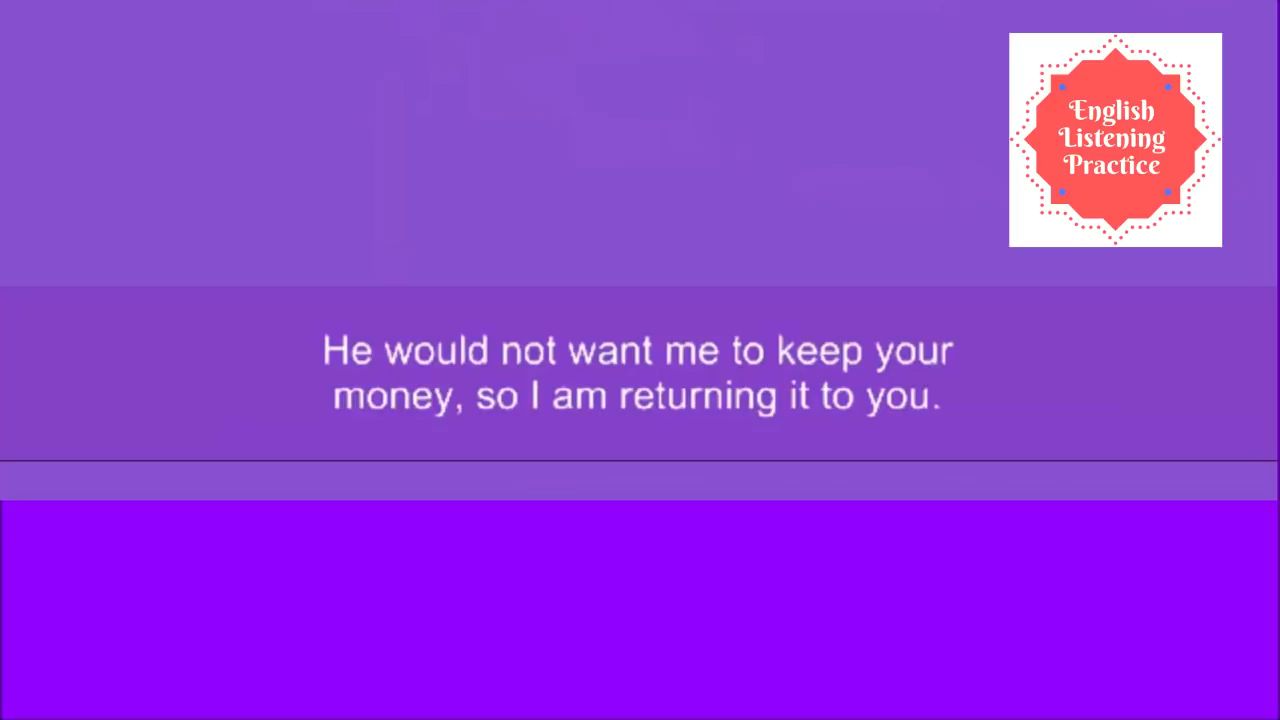 English
Listening
Practice
He would not want me to keep your
money, so I am returning it to you.